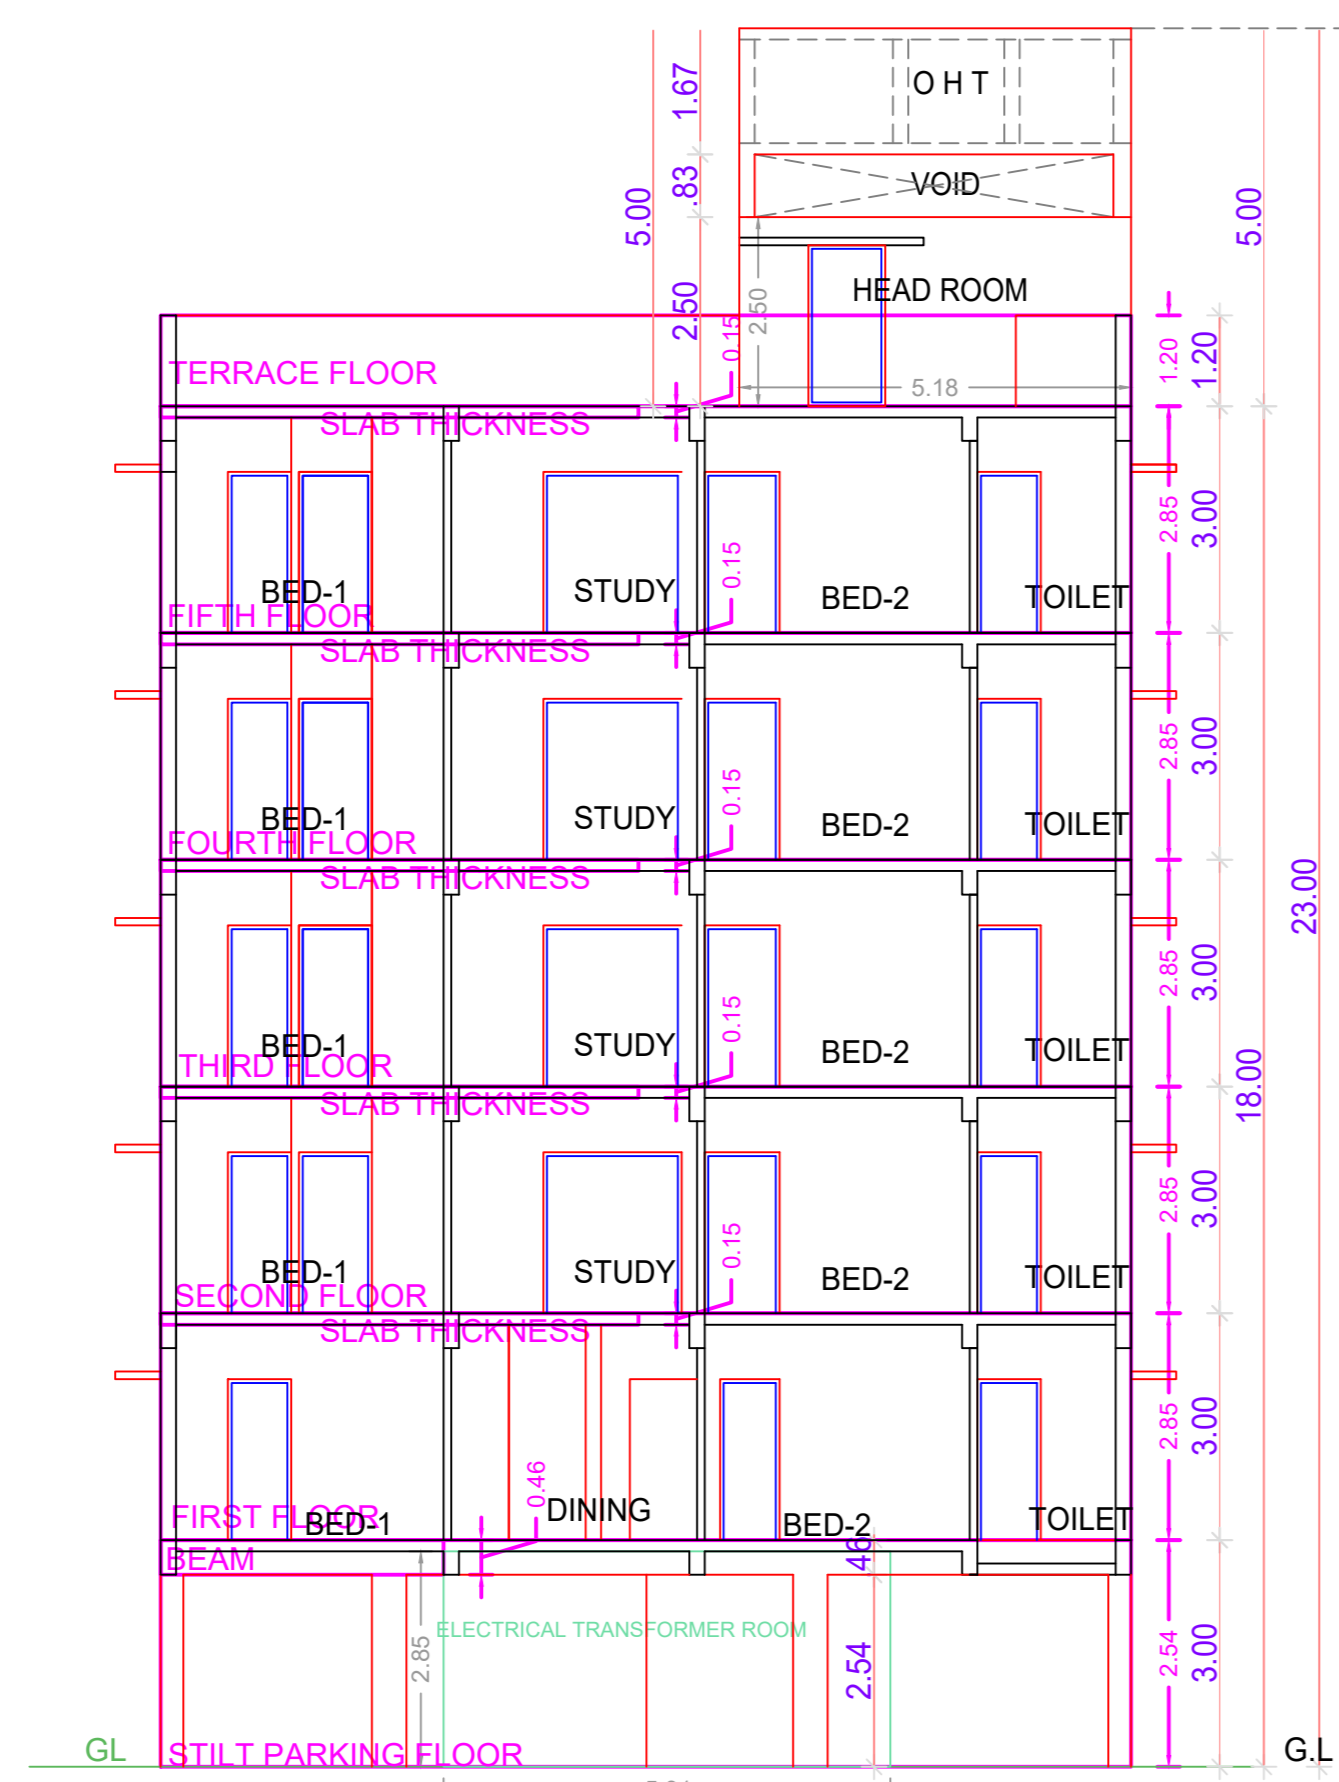 O H T
1.67
VOID
.83
5.00
5.00
HEAD ROOM
2.50
2.50
0.15
1.20
1.20
TERRACE FLOOR
5.18
SLAB THICKNESS
2.85
3.00
0.15
BED-1
STUDY
BED-2
TOILET
FIFTH FLOOR
SLAB THICKNESS
2.85
3.00
0.15
BED-1
STUDY
BED-2
TOILET
FOURTH FLOOR
SLAB THICKNESS
23.00
2.85
3.00
0.15
BED-1
STUDY
BED-2
TOILET
THIRD FLOOR
18.00
SLAB THICKNESS
2.85
3.00
0.15
BED-1
STUDY
BED-2
TOILET
SECOND FLOOR
SLAB THICKNESS
2.85
3.00
0.46
DINING
FIRST FLOOR
BED-1
BED-2
TOILET
BEAM
46
ELECTRICAL TRANSFORMER ROOM
2.85
2.54
2.54
3.00
GL
STILT PARKING FLOOR
G.L